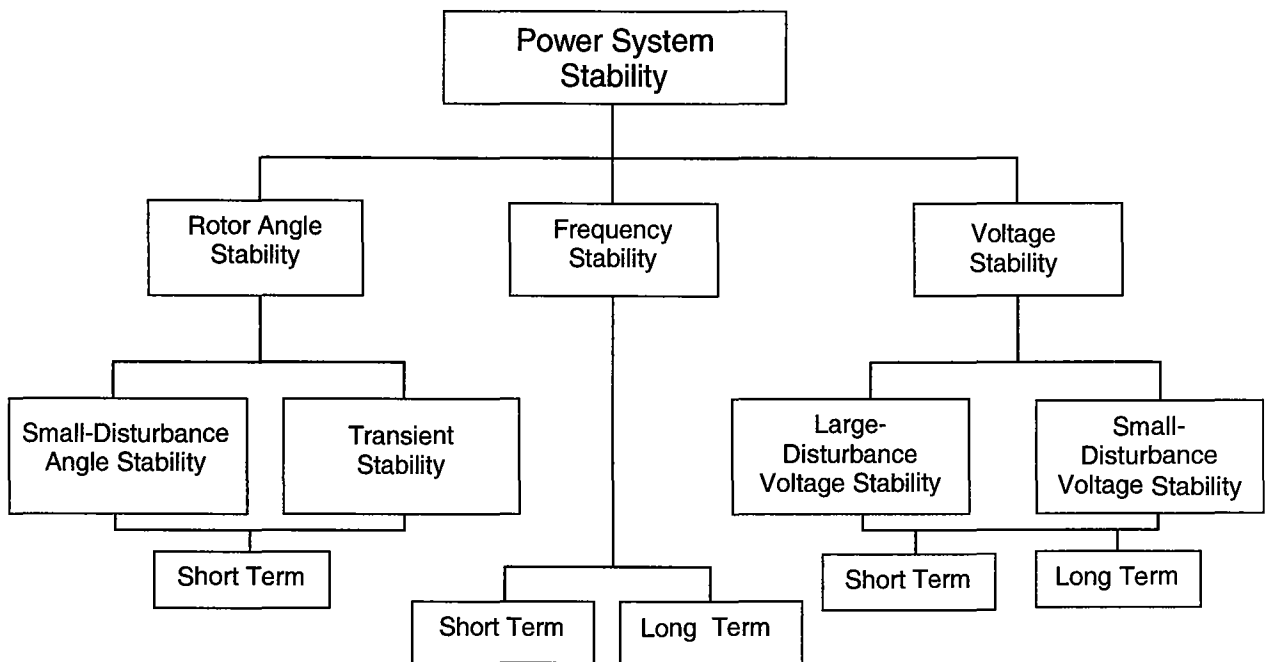 Power System
Stability
Rotor Angle
Stability
Frequency
Stability
Voltage
Stability
Small-Disturbance
Angle Stability
Transient
Stability
Large-
Disturbance
Voltage Stability
Small-
Disturbance
Voltage Stability
Short Term
Short Term
Long Term
Short Term
Long Term